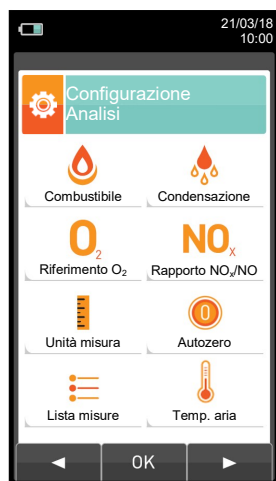 21/03/18
10:00
Configurazione
Analisi
Combustibile
Condensazione
O2
Riferimento O₂
NOX
Rapporto NOₓ/NO
Unità misura
0
Autozero
Lista misure
Temp. aria
◄ OK ►